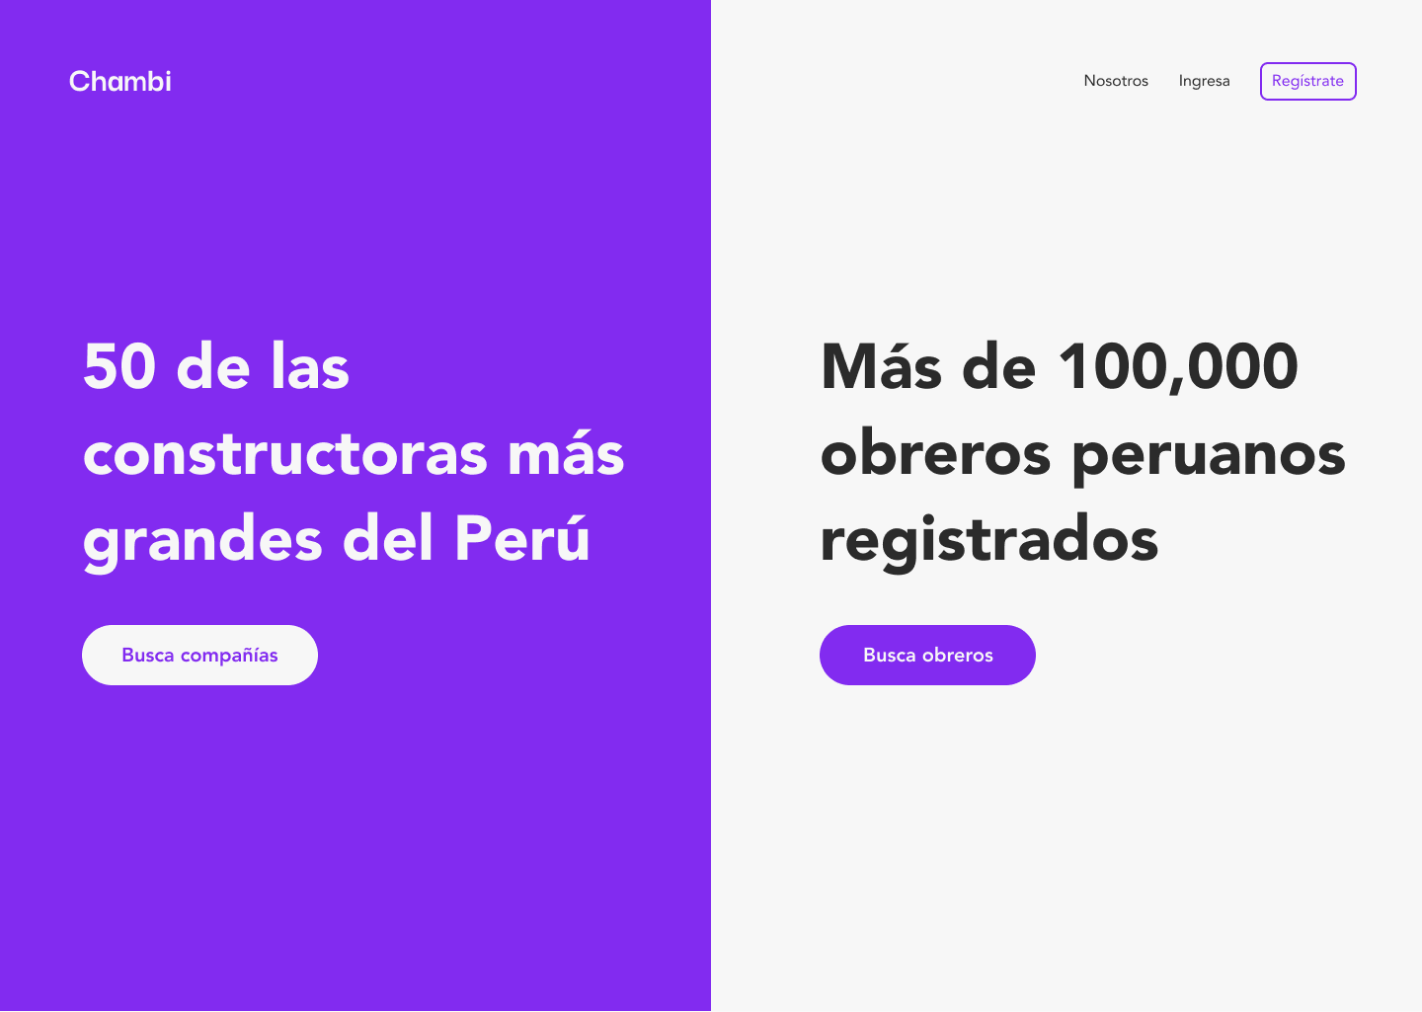 Chambi
Nosotros Ingresa Regístrate
50 de las
constructoras más
grandes del Perú
Busca compañías
Más de 100,000
obreros peruanos
registrados
Busca obreros